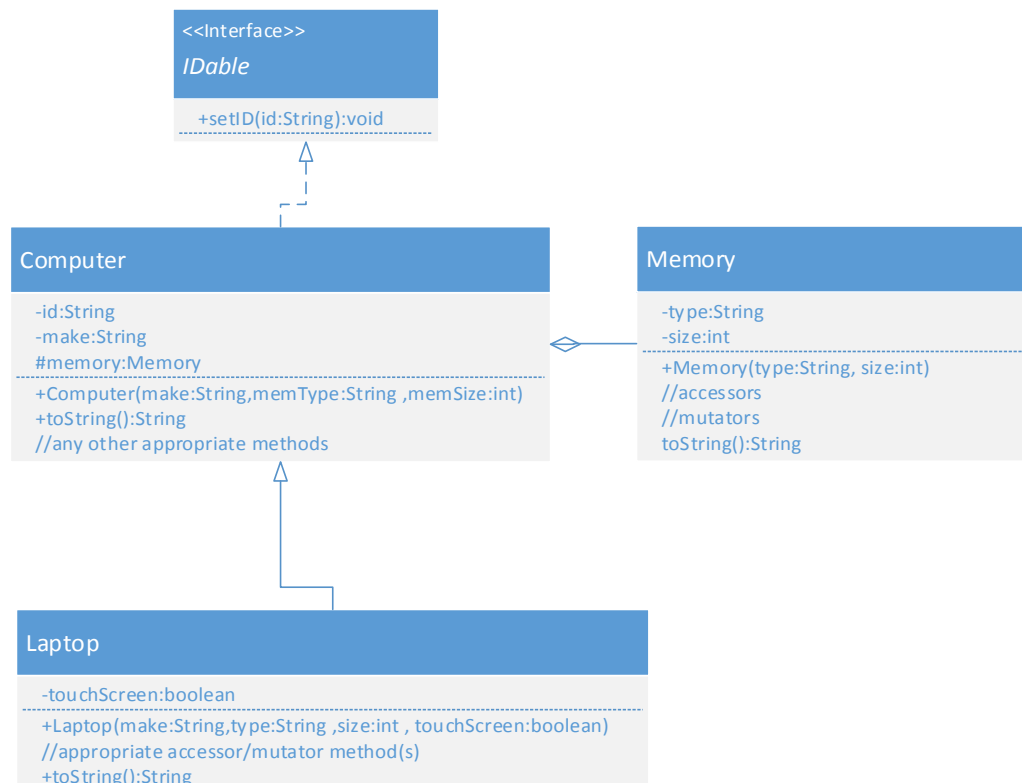 <<Interface>>
IDable
+setID(id:String):void
Computer
-id:String
-make:String
#memory:Memory
+Computer(make:String,memType:String ,memSize:int)
+toString():String
//any other appropriate methods
Memory
-type:String
-size:int
+Memory(type:String, size:int)
//accessors
//mutators
toString():String
Laptop
-touchScreen:boolean
+Laptop(make:String,type:String ,size:int , touchScreen:boolean)
//appropriate accessor/mutator method(s)
+toString():String